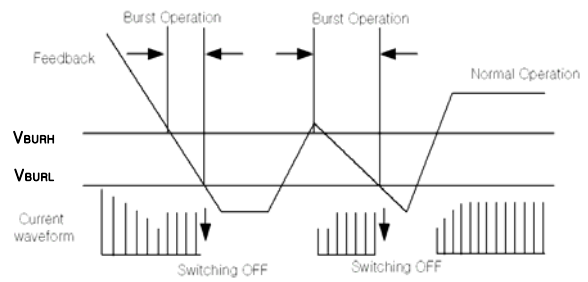 Burst Operation
Burst Operation
Feedback
Normal Operation
VBURH
VBURL
Current
waveform
Switching OFF
Switching OFF